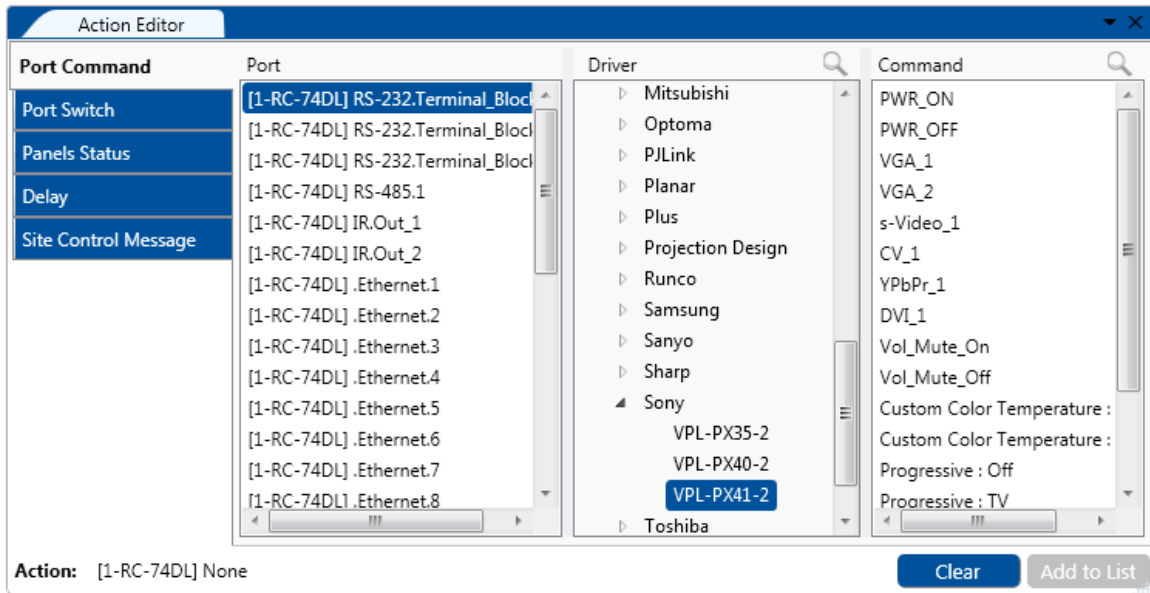 Action Editor
Port Command
Port Switch
Panels Status
Delay
Site Control Message
Port
[1-RC-74DL] RS-232.Terminal_Block
[1-RC-74DL] RS-232.Terminal_Block
[1-RC-74DL] RS-232.Terminal_Block
[1-RC-74DL] RS-485.1
[1-RC-74DL] IR.Out_1
[1-RC-74DL] IR.Out_2
[1-RC-74DL] .Ethernet.1
[1-RC-74DL] .Ethernet.2
[1-RC-74DL] .Ethernet.3
[1-RC-74DL] .Ethernet.4
[1-RC-74DL] .Ethernet.5
[1-RC-74DL] .Ethernet.6
[1-RC-74DL] .Ethernet.7
[1-RC-74DL] .Ethernet.8
Driver
Mitsubishi
Optoma
PJLink
Planar
Plus
Projection Design
Runco
Samsung
Sanyo
Sharp
Sony
VPL-PX35-2
VPL-PX40-2
VPL-PX41-2
Toshiba
Command
PWR_ON
PWR_OFF
VGA_1
VGA_2
s-Video_1
CV_1
YPbPr_1
DVI_1
Vol_Mute_On
Vol_Mute_Off
Custom Color Temperature :
Custom Color Temperature :
Progressive : Off
Progressive : TV
Action: [1-RC-74DL] None
Clear
Add to List